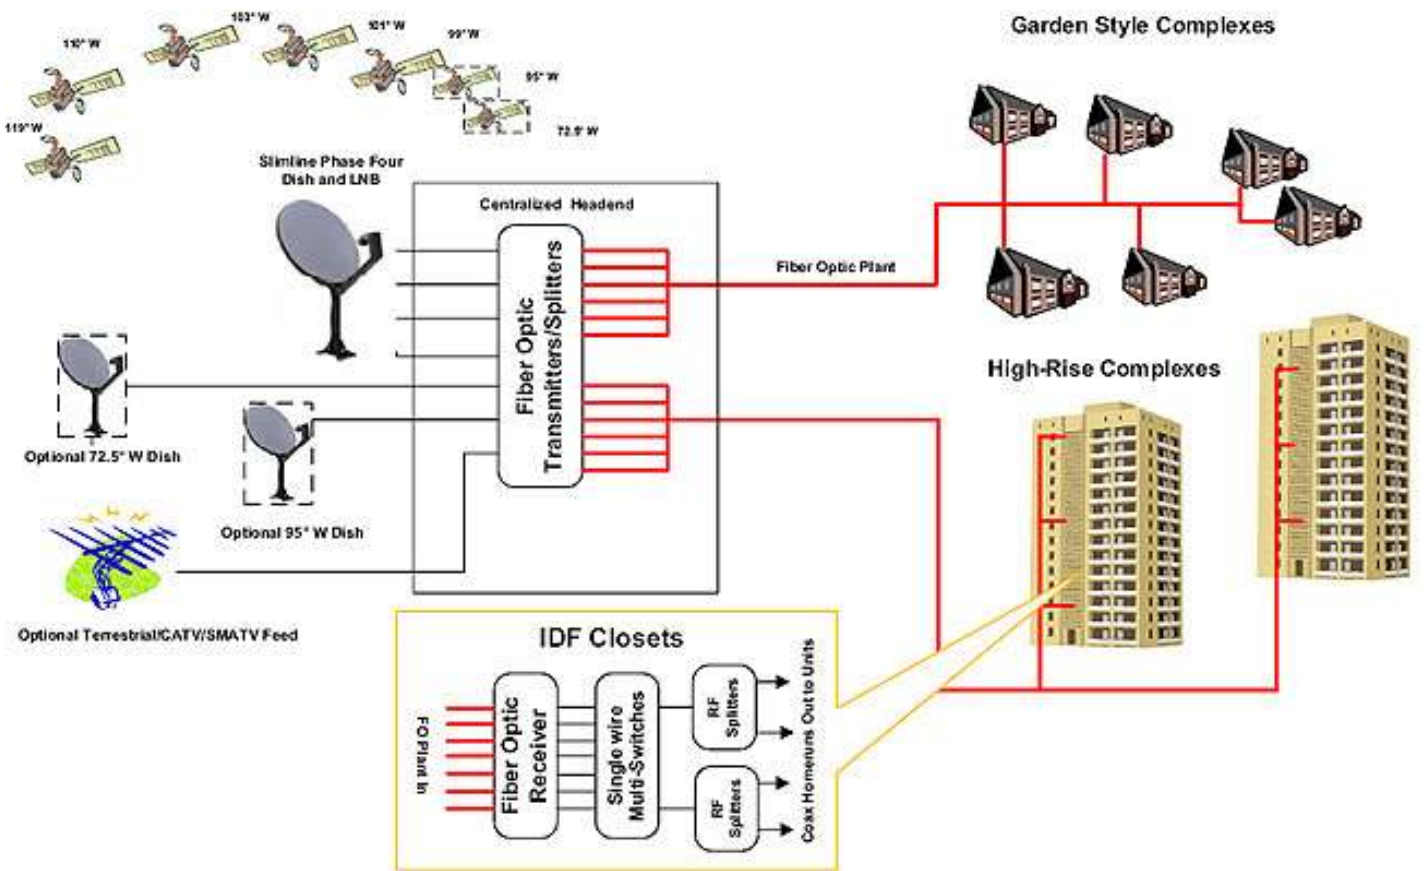 103° W
101° W
99° W
110° W
95° W
119° W
72.5° W
Garden Style Complexes
Slimline Phase Four
Dish and LNB
Centralized Headend
Fiber Optic
Transmitters/Splitters
Fiber Optic Plant
High-Rise Complexes
Optional 72.5° W Dish
Optional 95° W Dish
Optional Terrestrial/CATV/SMATV Feed
IDF Closets
FO Plant In
Fiber Optic
Receiver
Single wire
Multi-Switches
RF
Splitters
RF
Splitters
Coax Homeruns Out to Units